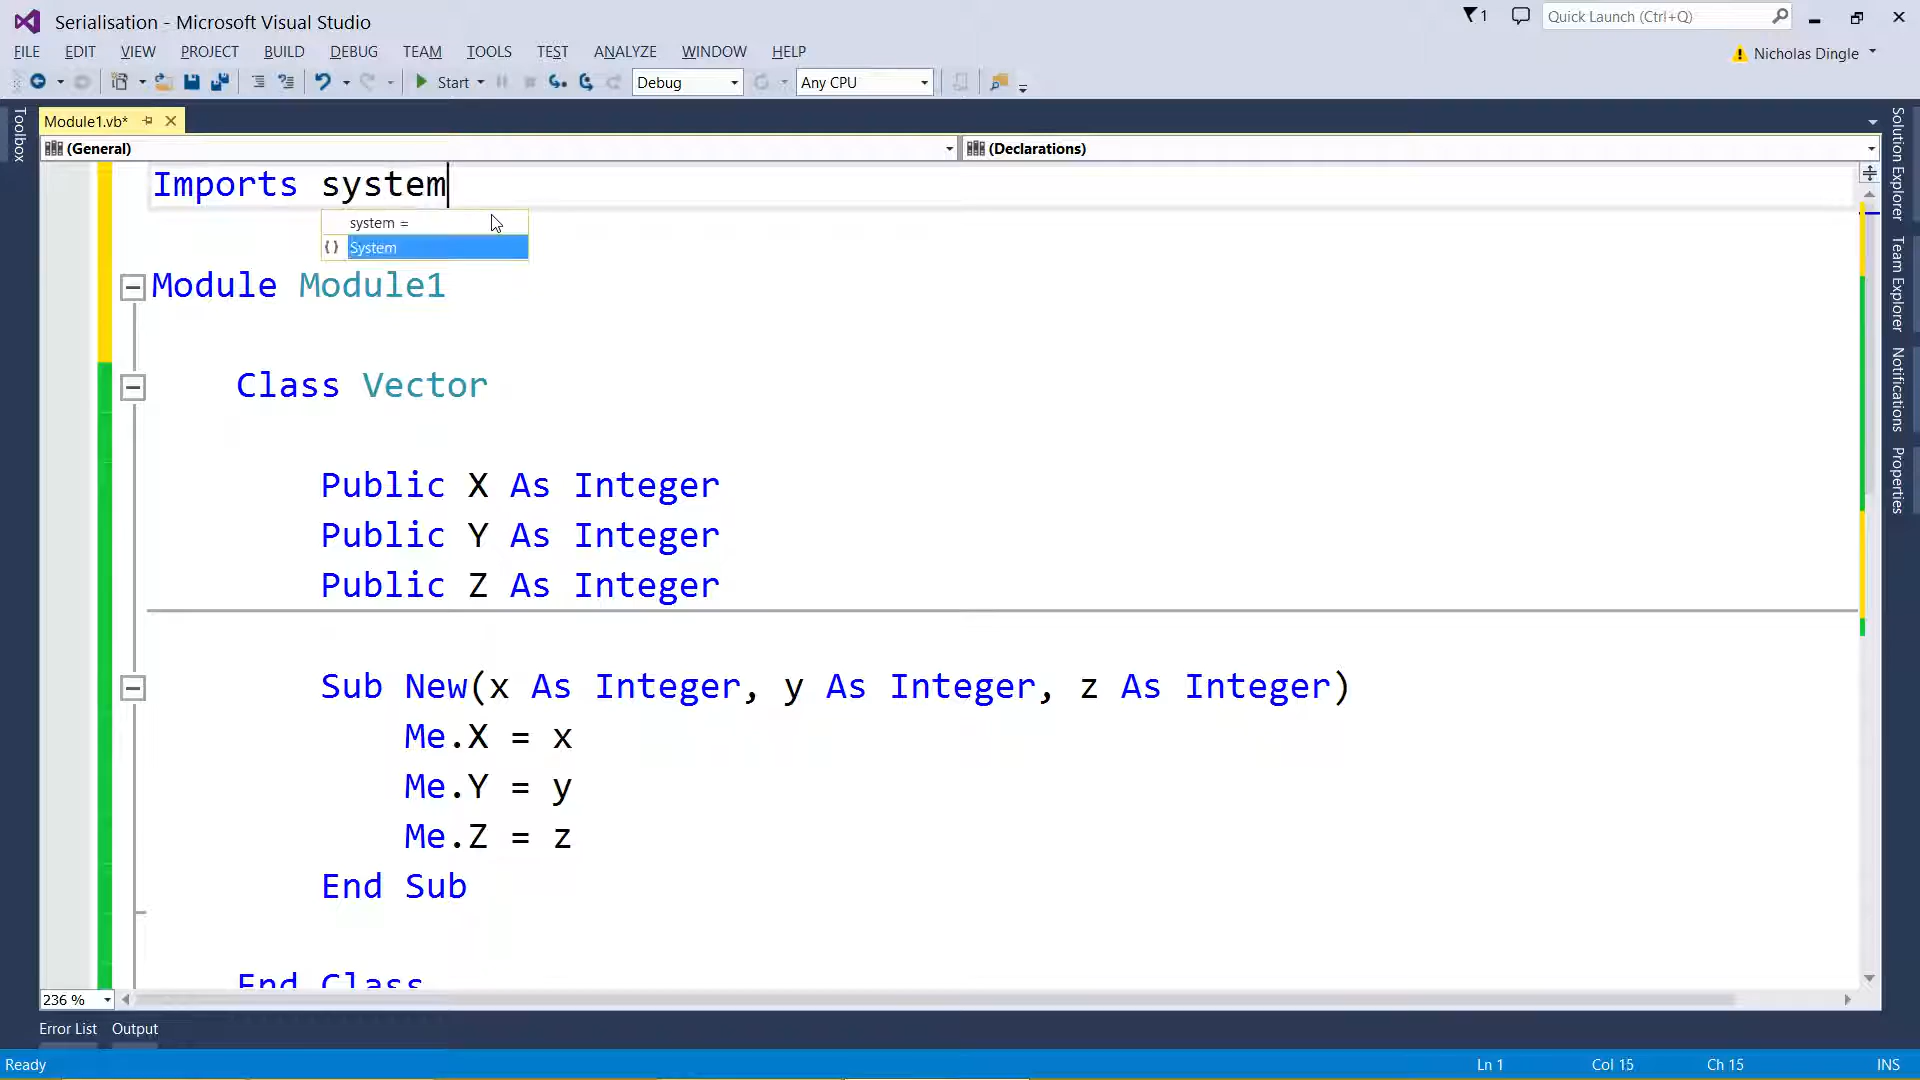 Serialisation - Microsoft Visual Studio
1
Quick Launch (Ctrl+Q)
FILE EDIT VIEW PROJECT BUILD DEBUG TEAM TOOLS TEST ANALYZE WINDOW HELP
Nicholas Dingle
Start
Debug
Any CPU
Toolbox
Module1.vb*
(General)
(Declarations)
Imports system
system =
{ } System
Module Module1
Class Vector
Public X As Integer
Public Y As Integer
Public Z As Integer
Sub New(x As Integer, y As Integer, z As Integer)
Me.X = x
Me.Y = y
Me.Z = z
End Sub
End Class
Solution Explorer
Team Explorer
Notifications
Properties
236 %
Error List Output
Ready
Ln 1 Col 15 Ch 15 INS